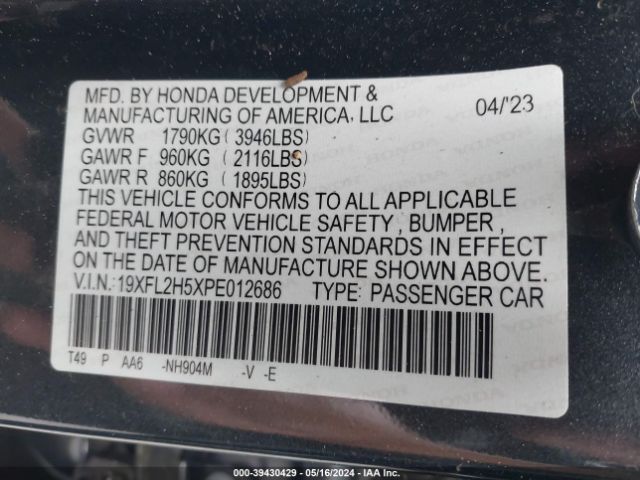 MFD. BY HONDA DEVELOPMENT &
MANUFACTURING OF AMERICA, LLC 04/'23
GVWR 1790KG ( 3946LBS)
GAWR F 960KG ( 2116LBS)
GAWR R 860KG ( 1895LBS)
THIS VEHICLE CONFORMS TO ALL APPLICABLE
FEDERAL MOTOR VEHICLE SAFETY , BUMPER ,
AND THEFT PREVENTION STANDARDS IN EFFECT
ON THE DATE OF MANUFACTURE SHOWN ABOVE.
V.I.N.: 19XFL2H5XPE012686 TYPE: PASSENGER CAR
T49 P AA6 -NH904M -V -E
000-39430429 - 05/16/2024 - IAA Inc.